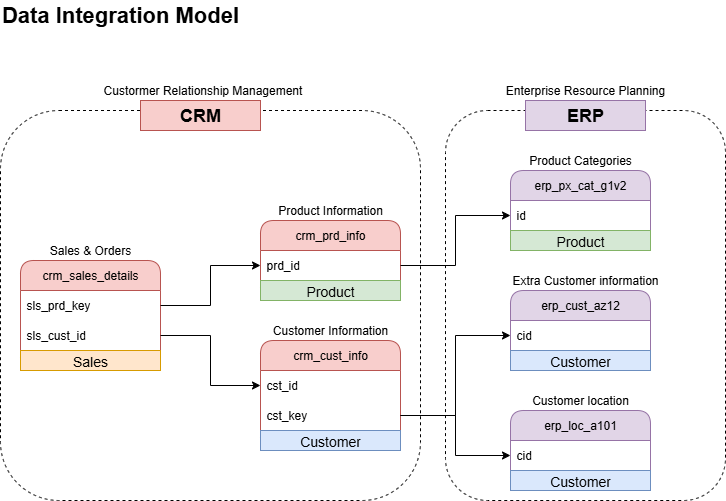 Data Integration Model
Custormer Relationship Management
CRM
Sales & Orders
crm_sales_details
sls_prd_key
sls_cust_id
Sales
Product Information
crm_prd_info
prd_id
Product
Customer Information
crm_cust_info
cst_id
cst_key
Customer
Enterprise Resource Planning
ERP
Product Categories
erp_px_cat_g1v2
id
Product
Extra Customer information
erp_cust_az12
cid
Customer
Customer location
erp_loc_a101
cid
Customer